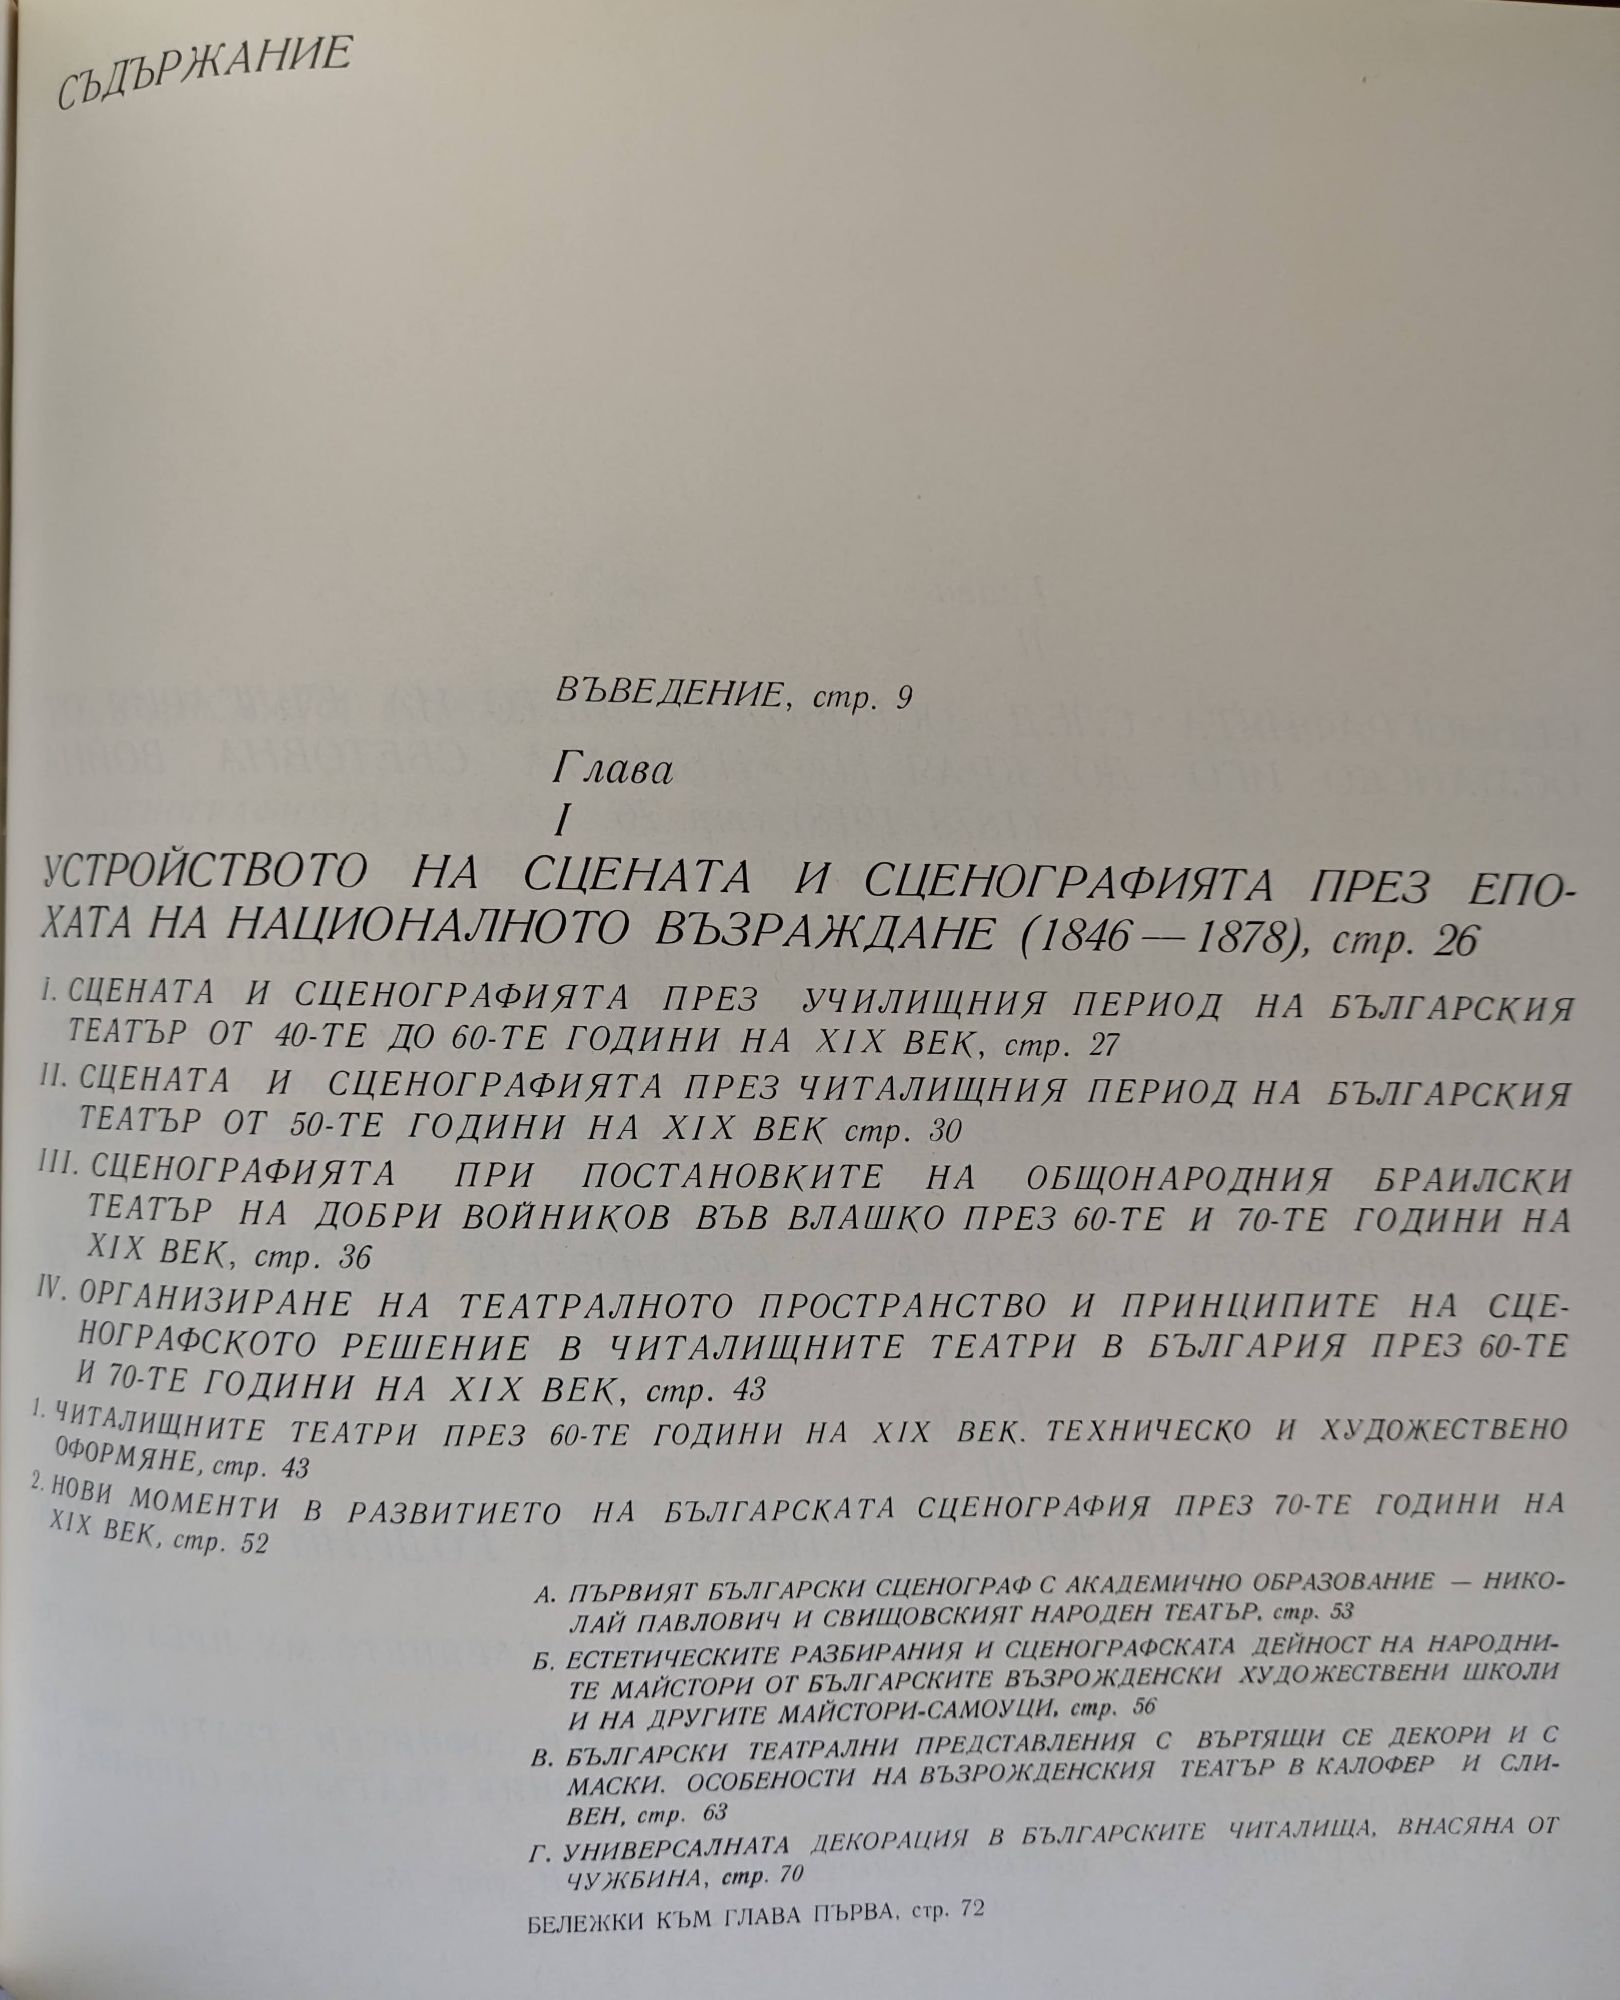 СЪДЪРЖАНИЕ
ВЪВЕДЕНИЕ, стр. 9
Глава
I
УСТРОЙСТВОТО НА СЦЕНАТА И СЦЕНОГРАФИЯТА ПРЕЗ ЕПО-
ХАТА НА НАЦИОНАЛНОТО ВЪЗРАЖДАНЕ (1846 — 1878), стр. 26
I. СЦЕНАТА И СЦЕНОГРАФИЯТА ПРЕЗ УЧИЛИЩНИЯ ПЕРИОД НА БЪЛГАРСКИЯ
ТЕАТЪР ОТ 40-ТЕ ДО 60-ТЕ ГОДИНИ НА XIX ВЕК, стр. 27
II. СЦЕНАТА И СЦЕНОГРАФИЯТА ПРЕЗ ЧИТАЛИЩНИЯ ПЕРИОД НА БЪЛГАРСКИЯ
ТЕАТЪР ОТ 50-ТЕ ГОДИНИ НА XIX ВЕК стр. 30
III. СЦЕНОГРАФИЯТА ПРИ ПОСТАНОВКИТЕ НА ОБЩОНАРОДНИЯ БРАИЛСКИ
ТЕАТЪР НА ДОБРИ ВОЙНИКОВ ВЪВ ВЛАШКО ПРЕЗ 60-ТЕ И 70-ТЕ ГОДИНИ НА
XIX ВЕК, стр. 36
IV. ОРГАНИЗИРАНЕ НА ТЕАТРАЛНОТО ПРОСТРАНСТВО И ПРИНЦИПИТЕ НА СЦЕ-
НОГРАФСКОТО РЕШЕНИЕ В ЧИТАЛИЩНИТЕ ТЕАТРИ В БЪЛГАРИЯ ПРЕЗ 60-ТЕ
И 70-ТЕ ГОДИНИ НА XIX ВЕК, стр. 43
1. ЧИТАЛИЩНИТЕ ТЕАТРИ ПРЕЗ 60-ТЕ ГОДИНИ НА XIX ВЕК. ТЕХНИЧЕСКО И ХУДОЖЕСТВЕНО
ОФОРМЯНЕ, стр. 43
2. НОВИ МОМЕНТИ В РАЗВИТИЕТО НА БЪЛГАРСКАТА СЦЕНОГРАФИЯ ПРЕЗ 70-ТЕ ГОДИНИ НА
XIX ВЕК, стр. 52
А. ПЪРВИЯТ БЪЛГАРСКИ СЦЕНОГРАФ С АКАДЕМИЧНО ОБРАЗОВАНИЕ — НИКО-
ЛАЙ ПАВЛОВИЧ И СВИЩОВСКИЯТ НАРОДЕН ТЕАТЪР, стр. 53
Б. ЕСТЕТИЧЕСКИТЕ РАЗБИРАНИЯ И СЦЕНОГРАФСКАТА ДЕЙНОСТ НА НАРОДНИ-
ТЕ МАЙСТОРИ ОТ БЪЛГАРСКИТЕ ВЪЗРОЖДЕНСКИ ХУДОЖЕСТВЕНИ ШКОЛИ
И НА ДРУГИТЕ МАЙСТОРИ-САМОУЦИ, стр. 56
В. БЪЛГАРСКИ ТЕАТРАЛНИ ПРЕДСТАВЛЕНИЯ С ВЪРТЯЩИ СЕ ДЕКОРИ И С
МАСКИ. ОСОБЕНОСТИ НА ВЪЗРОЖДЕНСКИЯ ТЕАТЪР В КАЛОФЕР И СЛИ-
ВЕН, стр. 63
Г. УНИВЕРСАЛНАТА ДЕКОРАЦИЯ В БЪЛГАРСКИТЕ ЧИТАЛИЩА, ВНАСЯНА ОТ
ЧУЖБИНА, стр. 70
БЕЛЕЖКИ КЪМ ГЛАВА ПЪРВА, стр. 72